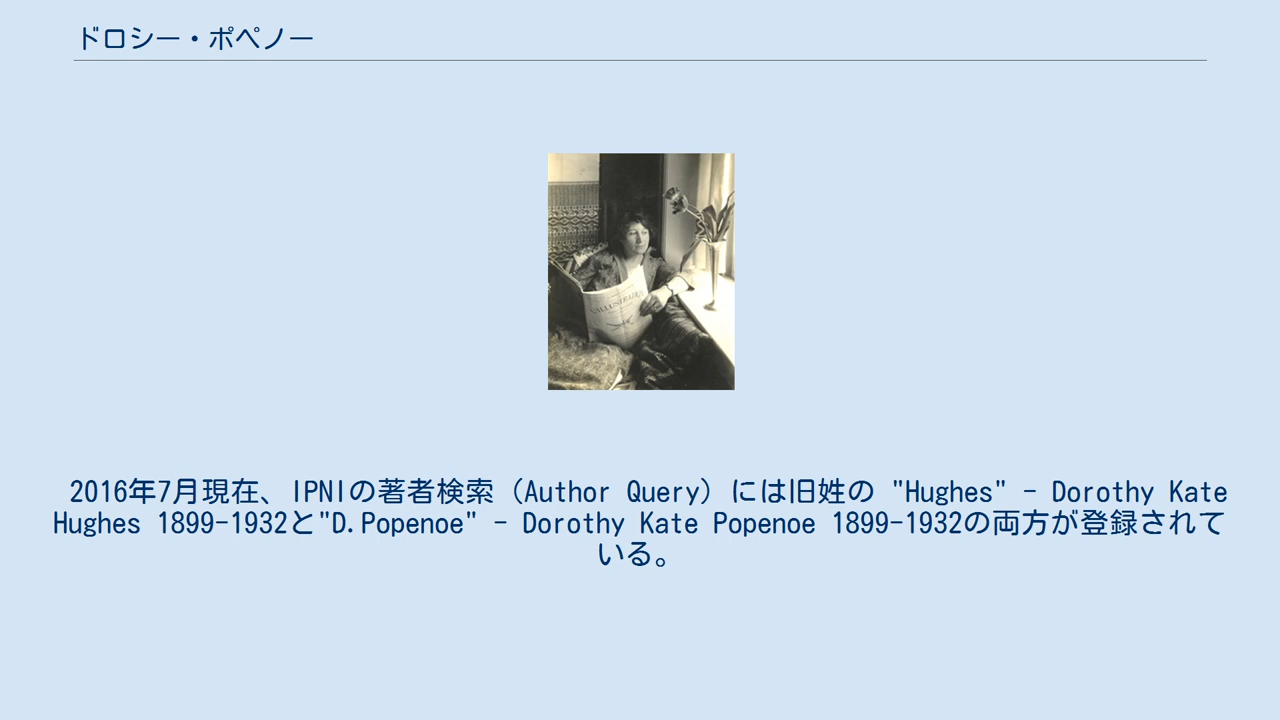 ドロシー・ポペノー
2016年7月現在、IPNIの著者検索（Author Query）には旧姓の "Hughes" - Dorothy Kate
Hughes 1899-1932と"D.Popenoe" - Dorothy Kate Popenoe 1899-1932の両方が登録されて
いる。